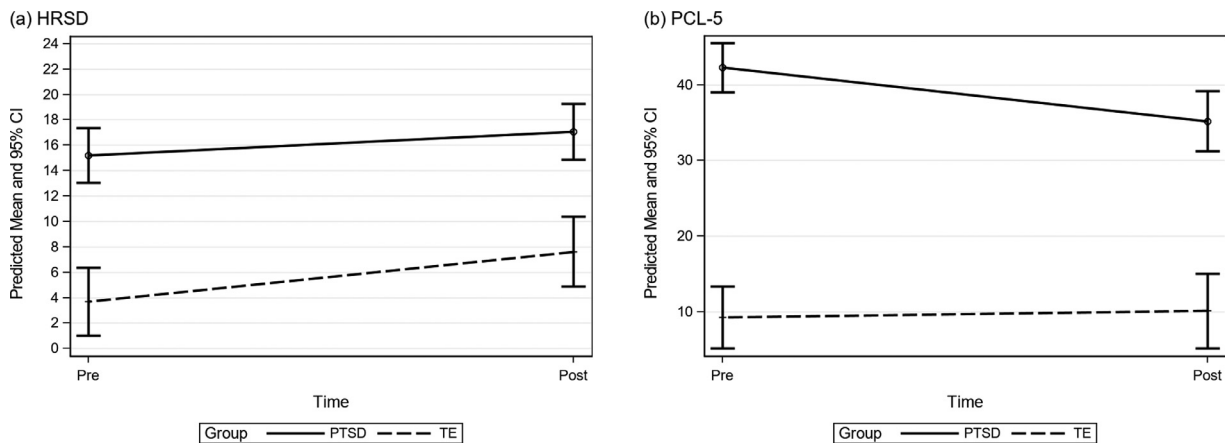 (a) HRSD
Predicted Mean and 95% CI
24
22
20
18
16
14
12
10
8
6
4
2
0
Pre
Post
Time
Group PTSD TE
(b) PCL-5
Predicted Mean and 95% CI
40
30
20
10
Pre
Post
Time
Group PTSD TE